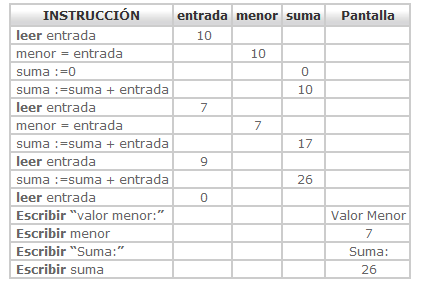 INSTRUCCIÓN entrada menor suma Pantalla
leer entrada 10
menor = entrada 10
suma :=0 0
suma :=suma + entrada 10
leer entrada 7
menor = entrada 7
suma :=suma + entrada 17
leer entrada 9
suma :=suma + entrada 26
leer entrada 0
Escribir “valor menor:” Valor Menor
Escribir menor 7
Escribir “Suma:” Suma:
Escribir suma 26